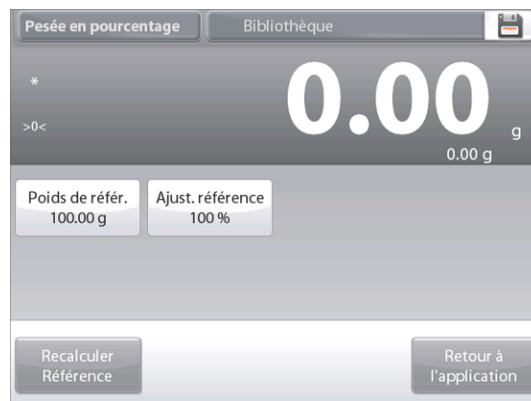 Pesée en pourcentage
Bibliothèque
*
0.00 g
>0<
0.00 g
Poids de référ.
100.00 g
Ajust. référence
100 %
Recalculer
Référence
Retour à
l'application